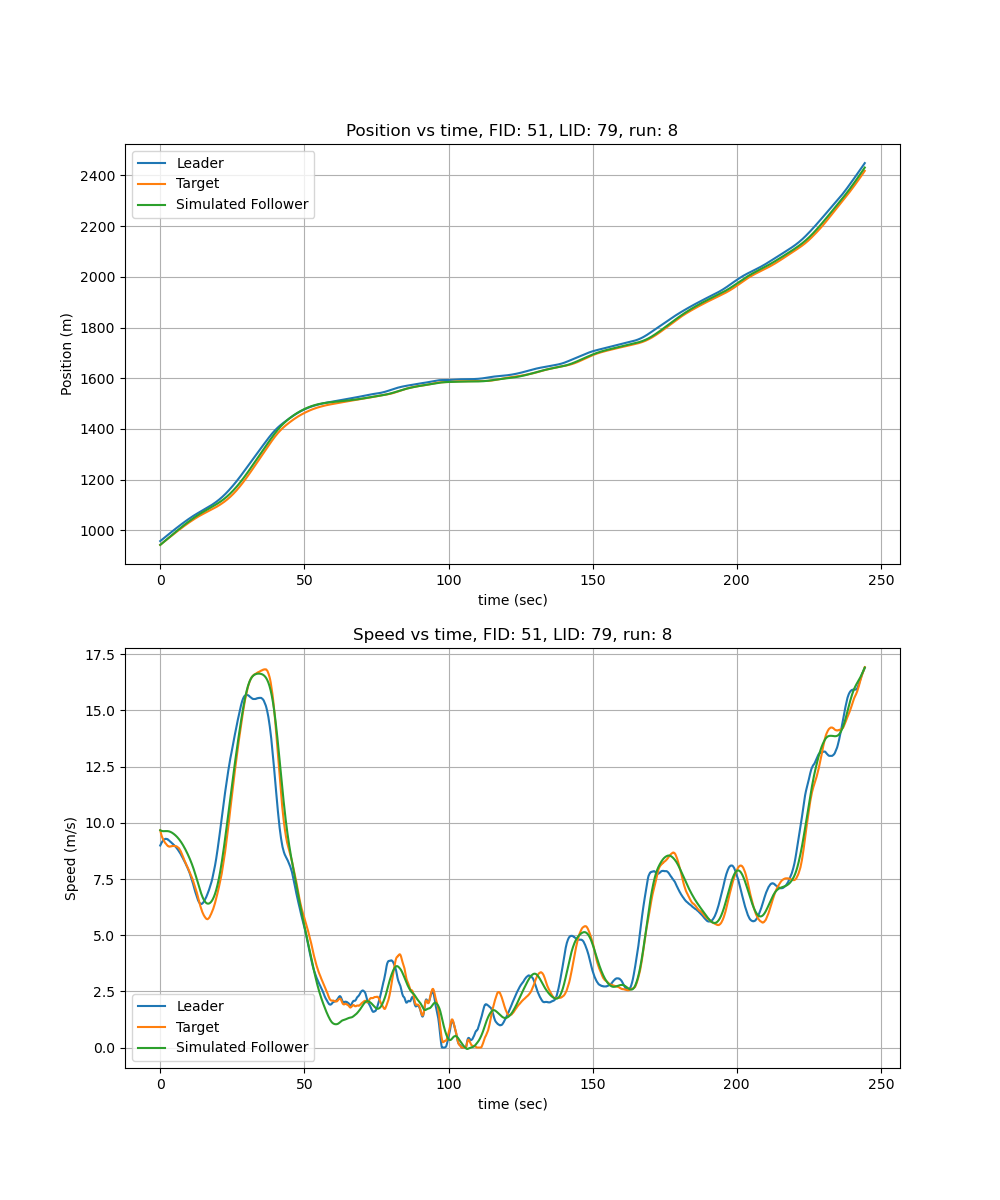 Position vs time, FID: 51, LID: 79, run: 8
Leader
Target
Simulated Follower
2400
2200
2000
1800
1600
1400
1200
1000
Position (m)
0 50 100 150 200 250
time (sec)
Speed vs time, FID: 51, LID: 79, run: 8
17.5
15.0
12.5
10.0
7.5
5.0
2.5
0.0
Speed (m/s)
Leader
Target
Simulated Follower
0 50 100 150 200 250
time (sec)